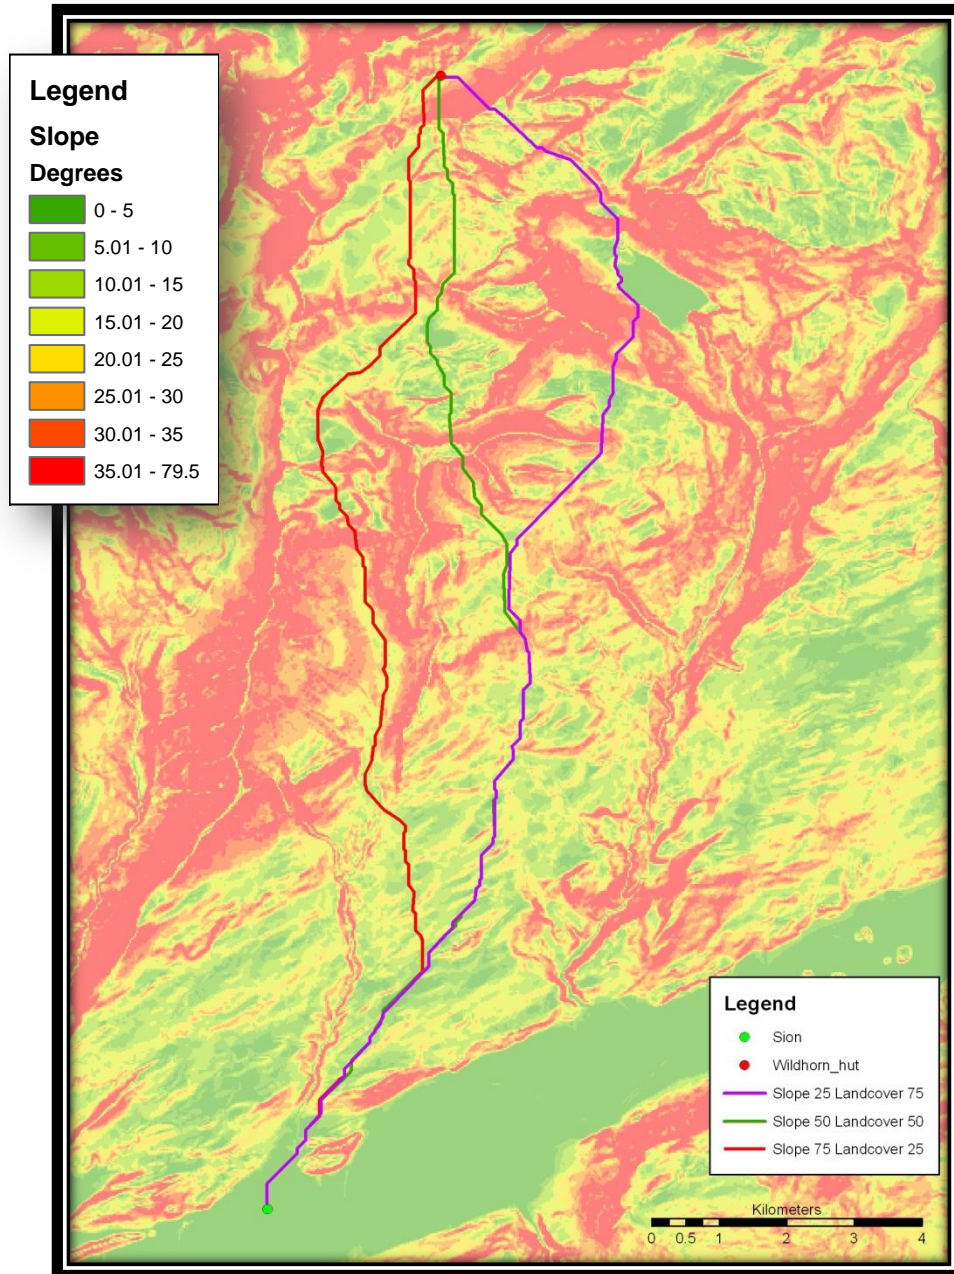 Legend
Slope
Degrees
0 - 5
5.01 - 10
10.01 - 15
15.01 - 20
20.01 - 25
25.01 - 30
30.01 - 35
35.01 - 79.5
Legend
Sion
Wildhorn_hut
Slope 25 Landcover 75
Slope 50 Landcover 50
Slope 75 Landcover 25
Kilometers
0 0.5 1 2 3 4